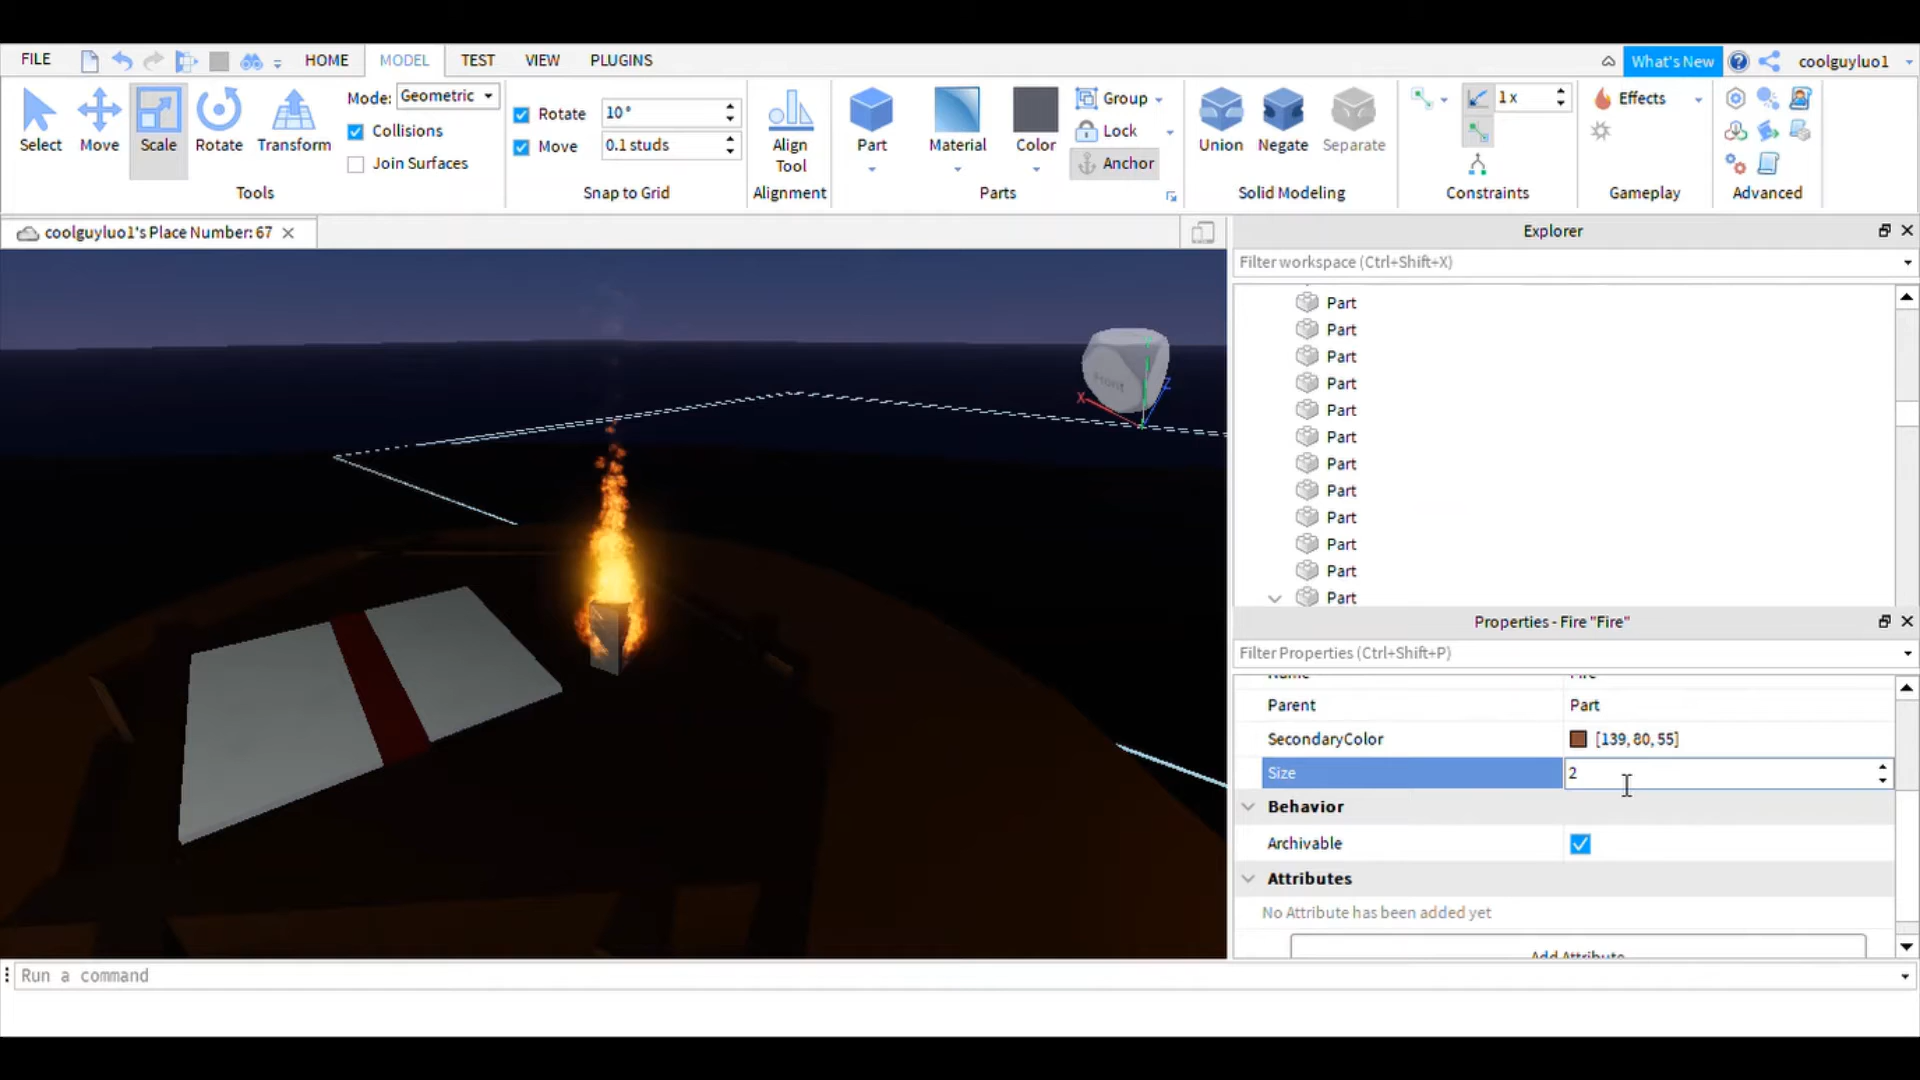 FILE HOME MODEL TEST VIEW PLUGINS What's New ? coolguyluo1
Select Move Scale Rotate Transform
Mode: Geometric
Collisions
Join Surfaces
Tools
Rotate 10°
Move 0.1 studs
Snap to Grid
Align
Tool
Alignment
Part Material Color
Group
Lock
Anchor
Parts
Union Negate Separate
Solid Modeling
1x
Constraints
Effects
Gameplay
Advanced
coolguyluo1's Place Number: 67
Front
X
Y
Z
Explorer
Filter workspace (Ctrl+Shift+X)
Part
Part
Part
Part
Part
Part
Part
Part
Part
Part
Part
Part
Properties - Fire "Fire"
Filter Properties (Ctrl+Shift+P)
Name Fire
Parent Part
SecondaryColor [139, 80, 55]
Size 2
Behavior
Archivable
Attributes
No Attribute has been added yet
Add Attribute
Run a command